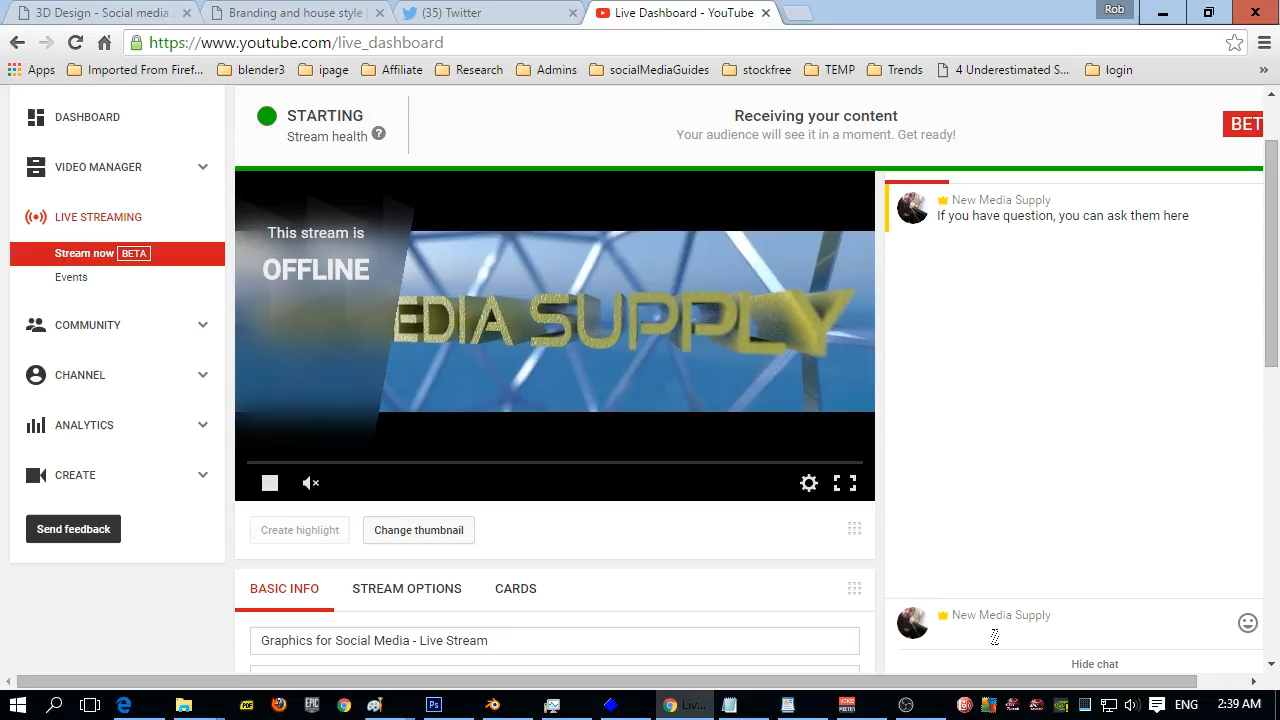 3D Design - Social media s
Branding and house style |
(35) Twitter
Live Dashboard - YouTube
Rob
https://www.youtube.com/live_dashboard
Apps
Imported From Firef...
blender3
ipage
Affiliate
Research
Admins
socialMediaGuides
stockfree
TEMP
Trends
4 Underestimated S...
login
»
DASHBOARD
VIDEO MANAGER
LIVE STREAMING
Stream now BETA
Events
COMMUNITY
CHANNEL
ANALYTICS
CREATE
Send feedback
STARTING
Stream health ?
Receiving your content
Your audience will see it in a moment. Get ready!
BET
This stream is
OFFLINE
EDIA SUPPLY
Create highlight
Change thumbnail
BASIC INFO
STREAM OPTIONS
CARDS
Graphics for Social Media - Live Stream
New Media Supply
If you have question, you can ask them here
New Media Supply
Hide chat
PDF
EPIC
Ps
Liv...
ENG
2:39 AM